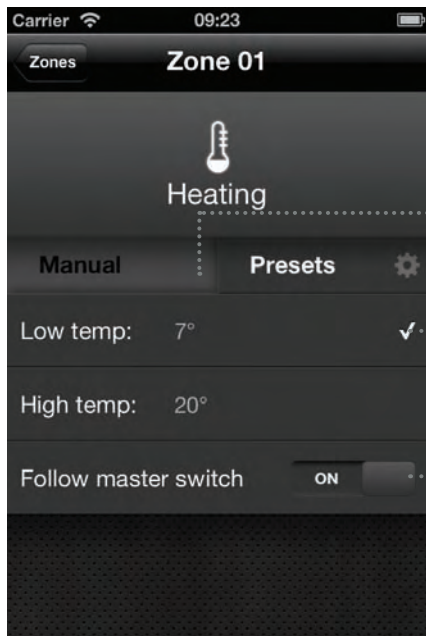 Carrier 09:23
Zones Zone 01
Heating
Manual Presets
Low temp: 7°
High temp: 20°
Follow master switch ON